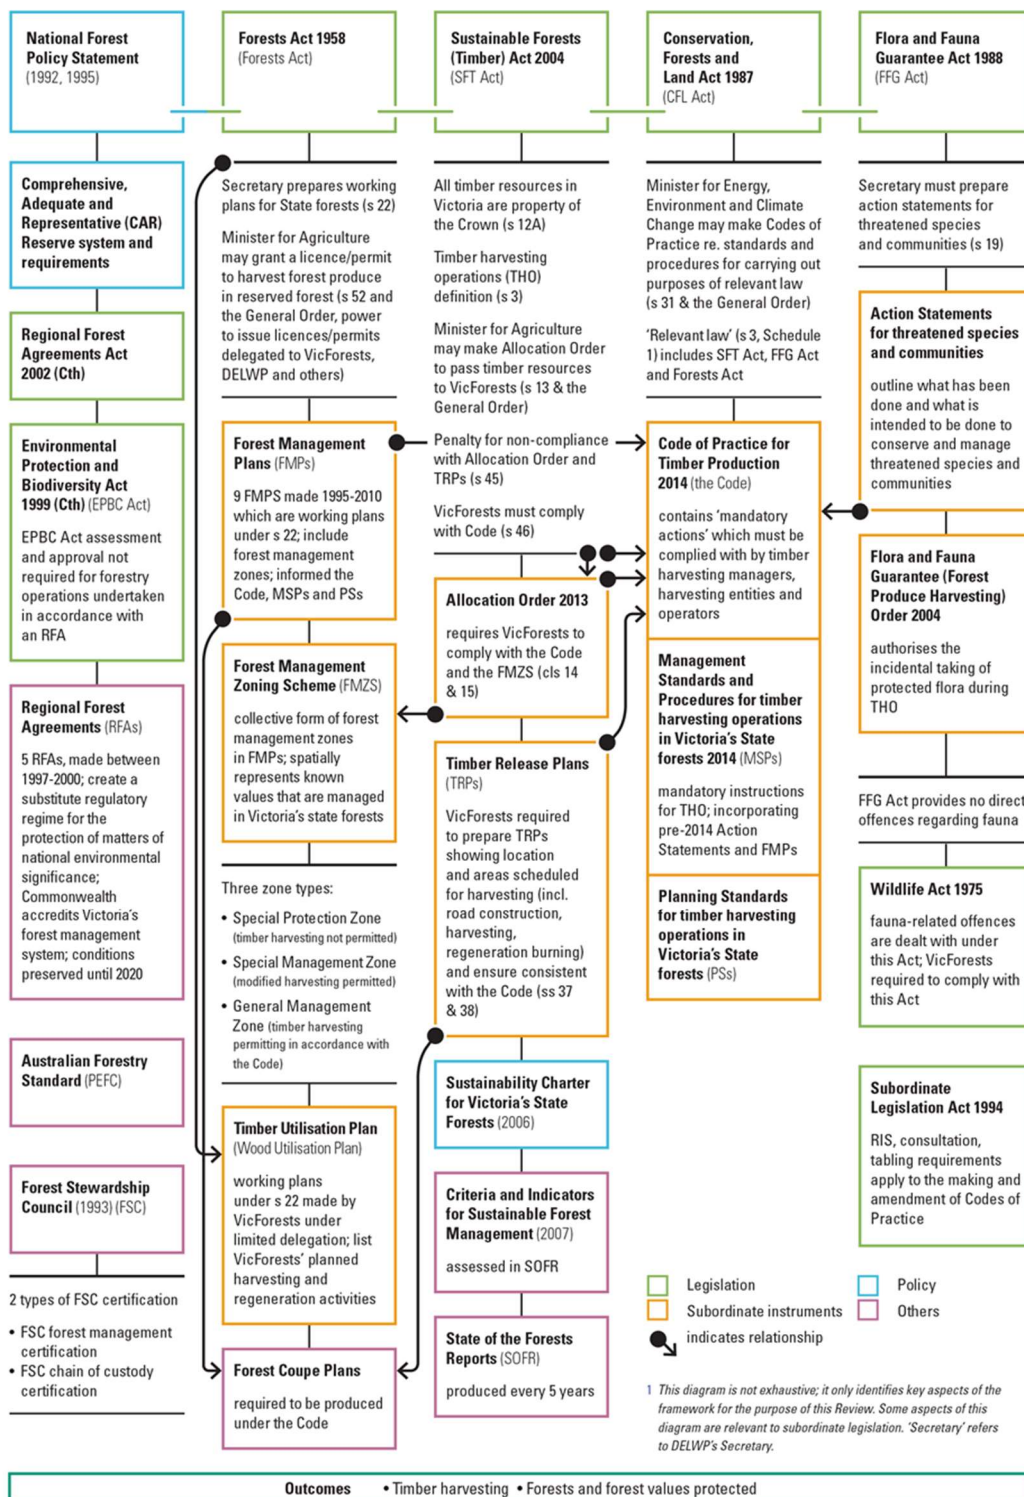 National Forest
Policy Statement
(1992, 1995)
Comprehensive,
Adequate and
Representative (CAR)
Reserve system and
requirements
Regional Forest
Agreements Act
2002 (Cth)
Environmental
Protection and
Biodiversity Act
1999 (Cth) (EPBC Act)
EPBC Act assessment
and approval not
required for forestry
operations undertaken
in accordance with
an RFA
Regional Forest
Agreements (RFAs)
5 RFAs, made between
1997-2000; create a
substitute regulatory
regime for the
protection of matters of
national environmental
significance;
Commonwealth
accredits Victoria's
forest management
system; conditions
preserved until 2020
Australian Forestry
Standard (PEFC)
Forest Stewardship
Council (1993) (FSC)
2 types of FSC certification
• FSC forest management
certification
• FSC chain of custody
certification
Forests Act 1958
(Forests Act)
Secretary prepares working
plans for State forests (s 22)
Minister for Agriculture
may grant a licence/permit
to harvest forest produce
in reserved forest (s 52 and
the General Order, power
to issue licences/permits
delegated to VicForests,
DELWP and others)
Forest Management
Plans (FMPs)
9 FMPS made 1995-2010
which are working plans
under s 22; include
forest management
zones; informed the
Code, MSPs and PSs
Forest Management
Zoning Scheme (FMZS)
collective form of forest
management zones
in FMPs; spatially
represents known
values that are managed
in Victoria's state forests
Three zone types:
• Special Protection Zone
(timber harvesting not permitted)
• Special Management Zone
(modified harvesting permitted)
• General Management
Zone (timber harvesting
permitting in accordance with
the Code)
Timber Utilisation Plan
(Wood Utilisation Plan)
working plans
under s 22 made by
VicForests under
limited delegation; list
VicForests' planned
harvesting and
regeneration activities
Forest Coupe Plans
required to be produced
under the Code
Sustainable Forests
(Timber) Act 2004
(SFT Act)
All timber resources in
Victoria are property of
the Crown (s 12A)
Timber harvesting
operations (THO)
definition (s 3)
Minister for Agriculture
may make Allocation Order
to pass timber resources
to VicForests (s 13 & the
General Order)
Penalty for non-compliance
with Allocation Order and
TRPs (s 45)
VicForests must comply
with Code (s 46)
Allocation Order 2013
requires VicForests to
comply with the Code
and the FMZS (cls 14
& 15)
Timber Release Plans
(TRPs)
VicForests required
to prepare TRPs
showing location
and areas scheduled
for harvesting (incl.
road construction,
harvesting,
regeneration burning)
and ensure consistent
with the Code (ss 37
& 38)
Sustainability Charter
for Victoria's State
Forests (2006)
Criteria and Indicators
for Sustainable Forest
Management (2007)
assessed in SOFR
State of the Forests
Reports (SOFR)
produced every 5 years
Conservation,
Forests and
Land Act 1987
(CFL Act)
Minister for Energy,
Environment and Climate
Change may make Codes of
Practice re. standards and
procedures for carrying out
purposes of relevant law
(s 31 & the General Order)
'Relevant law' (s 3, Schedule
1) includes SFT Act, FFG Act
and Forests Act
Code of Practice for
Timber Production
2014 (the Code)
contains 'mandatory
actions' which must be
complied with by timber
harvesting managers,
harvesting entities and
operators
Management
Standards and
Procedures for timber
harvesting operations
in Victoria's State
forests 2014 (MSPs)
mandatory instructions
for THO; incorporating
pre-2014 Action
Statements and FMPs
Planning Standards
for timber harvesting
operations in
Victoria's State
forests (PSs)
Flora and Fauna
Guarantee Act 1988
(FFG Act)
Secretary must prepare
action statements for
threatened species
and communities (s 19)
Action Statements
for threatened species
and communities
outline what has been
done and what is
intended to be done to
conserve and manage
threatened species and
communities
Flora and Fauna
Guarantee (Forest
Produce Harvesting)
Order 2004
authorises the
incidental taking of
protected flora during
THO
FFG Act provides no direct
offences regarding fauna
Wildlife Act 1975
fauna-related offences
are dealt with under
this Act; VicForests
required to comply with
this Act
Subordinate
Legislation Act 1994
RIS, consultation,
tabling requirements
apply to the making and
amendment of Codes of
Practice
Legislation
Policy
Subordinate instruments
Others
indicates relationship
1 This diagram is not exhaustive; it only identifies key aspects of the
framework for the purpose of this Review. Some aspects of this
diagram are relevant to subordinate legislation. 'Secretary' refers
to DELWP's Secretary.
Outcomes • Timber harvesting • Forests and forest values protected